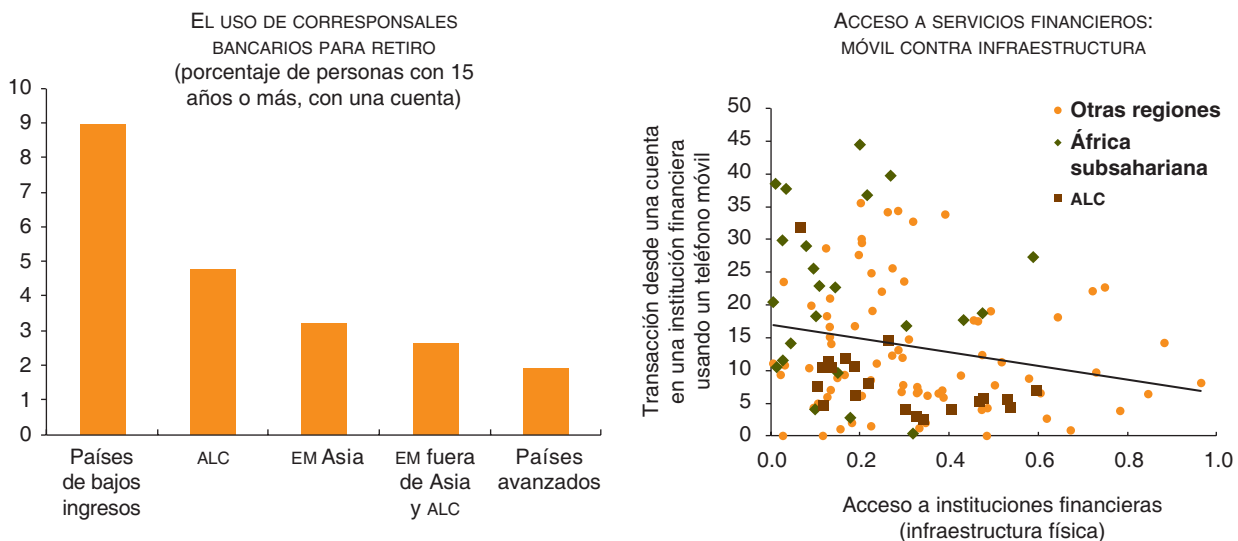 EL USO DE CORRESPONSALES
BANCARIOS PARA RETIRO
(porcentaje de personas con 15
años o más, con una cuenta)
10
9
8
7
6
5
4
3
2
1
0
Países
de bajos
ingresos
ALC
EM Asia
EM fuera
de Asia
y ALC
Países
avanzados
ACCESO A SERVICIOS FINANCIEROS:
MÓVIL CONTRA INFRAESTRUCTURA
Transacción desde una cuenta
en una institución financiera
usando un teléfono móvil
50
45
40
35
30
25
20
15
10
5
0
Otras regiones
África
subsahariana
ALC
0.0 0.2 0.4 0.6 0.8 1.0
Acceso a instituciones financieras
(infraestructura física)